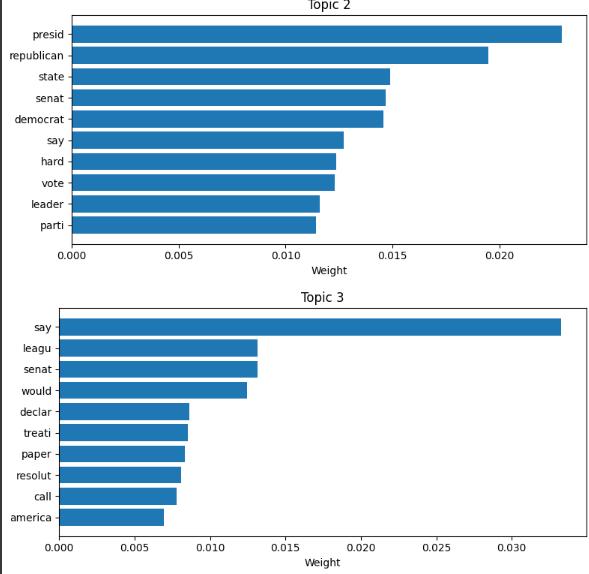 Topic 2
presid
republican
state
senat
democrat
say
hard
vote
leader
parti
0.000 0.005 0.010 0.015 0.020
Weight
Topic 3
say
leagu
senat
would
declar
treati
paper
resolut
call
america
0.000 0.005 0.010 0.015 0.020 0.025 0.030
Weight